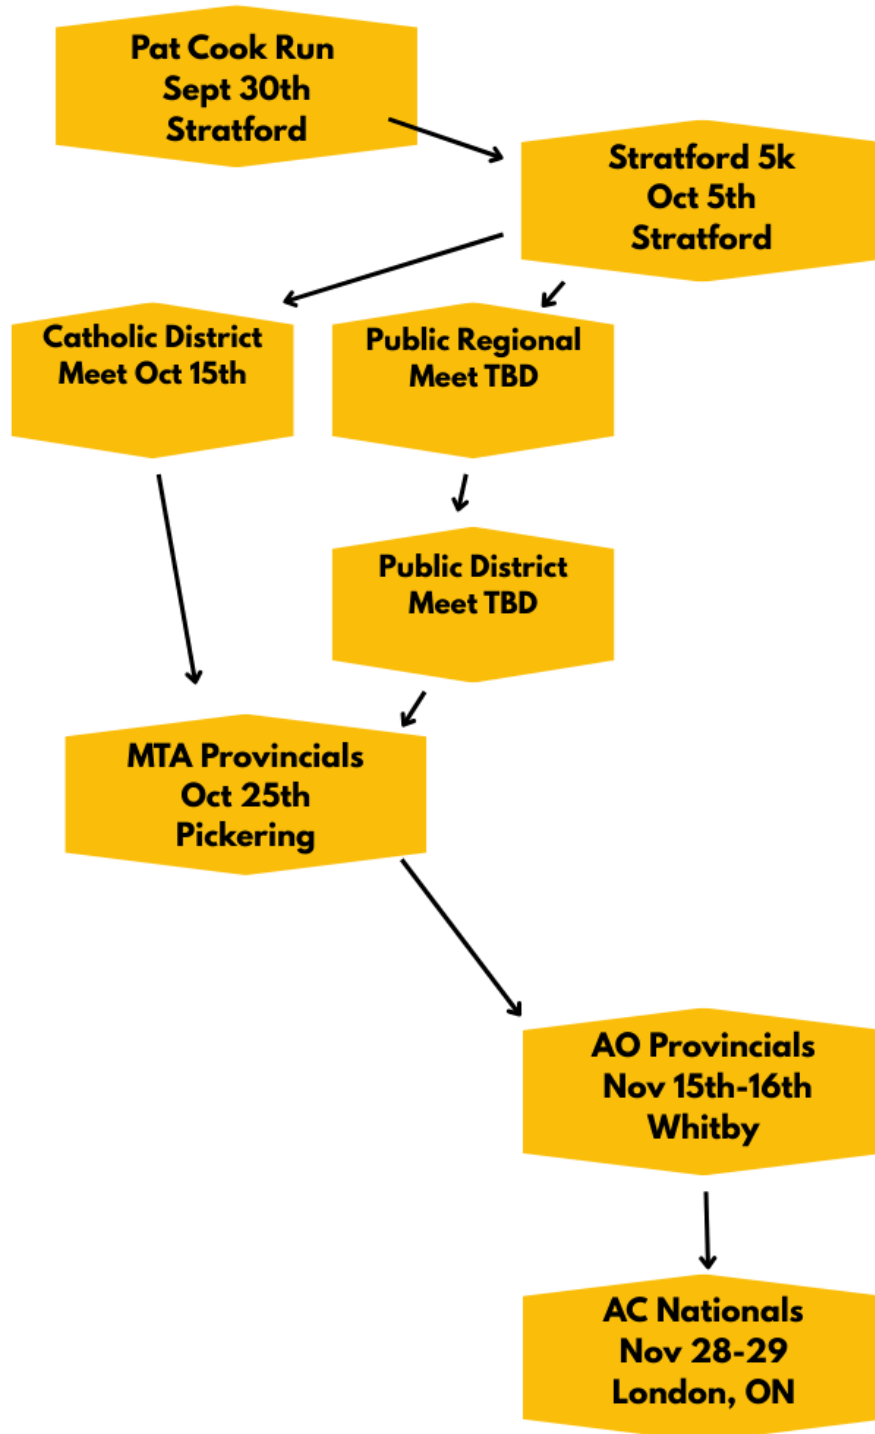 Pat Cook Run
Sept 30th
Stratford
Stratford 5k
Oct 5th
Stratford
Catholic District
Meet Oct 15th
Public Regional
Meet TBD
Public District
Meet TBD
MTA Provincials
Oct 25th
Pickering
AO Provincials
Nov 15th-16th
Whitby
AC Nationals
Nov 28-29
London, ON